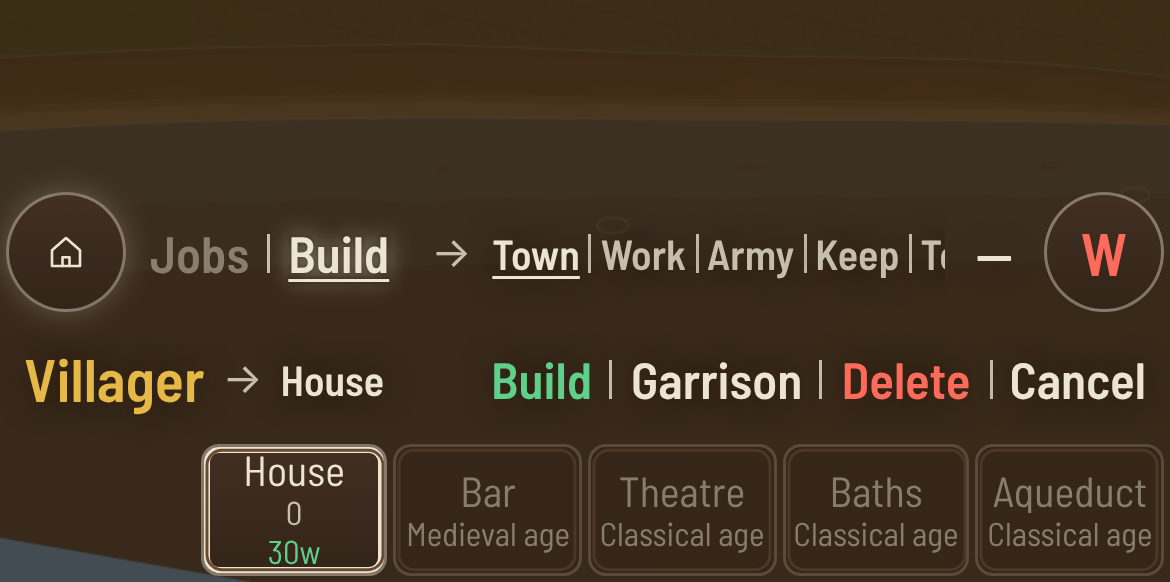 Jobs | Build → Town | Work | Army | Keep | — W
Villager → House Build | Garrison | Delete | Cancel
House Bar Theatre Baths Aqueduct
0 Medieval age Classical age Classical age Classical age
30w